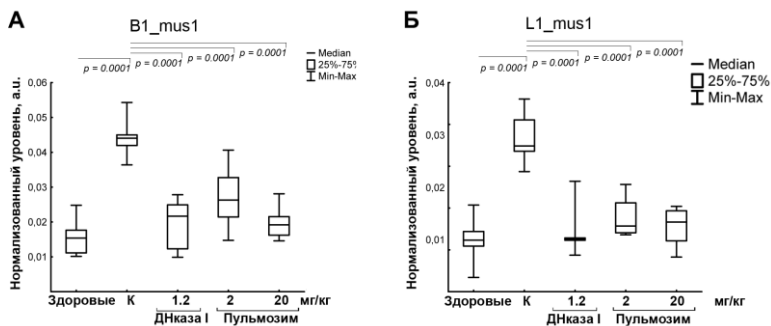 А
B1_mus1
p = 0.0001
p = 0.0001
p = 0.0001
p = 0.0001
Median
25%-75%
Min-Max
Нормализованный уровень, a.u.
0,06
0,05
0,04
0,03
0,02
0,01
Здоровые К 1.2 2 20 мг/кг
ДНКаза I Пульмозим
Б
L1_mus1
p = 0.0001
p = 0.0001
p = 0.0001
p = 0.0001
Median
25%-75%
Min-Max
Нормализованный уровень, a.u.
0,04
0,03
0,02
0,01
Здоровые К 1.2 2 20 мг/кг
ДНКаза I Пульмозим